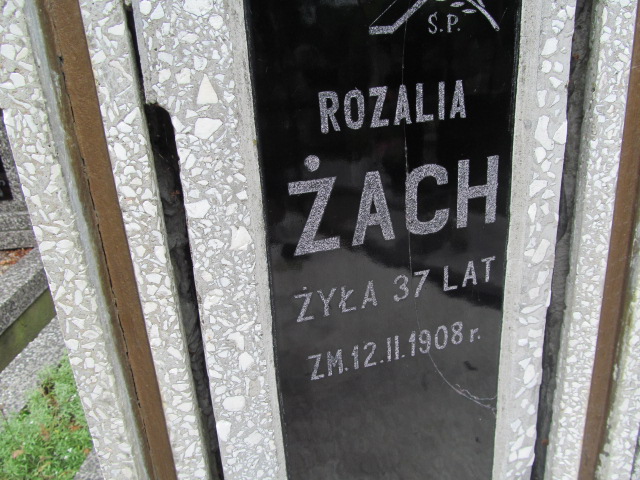 S.P.
ROZALIA
ŻACH
ŻYŁA 37 LAT
ZM. 12. II. 1908 r.